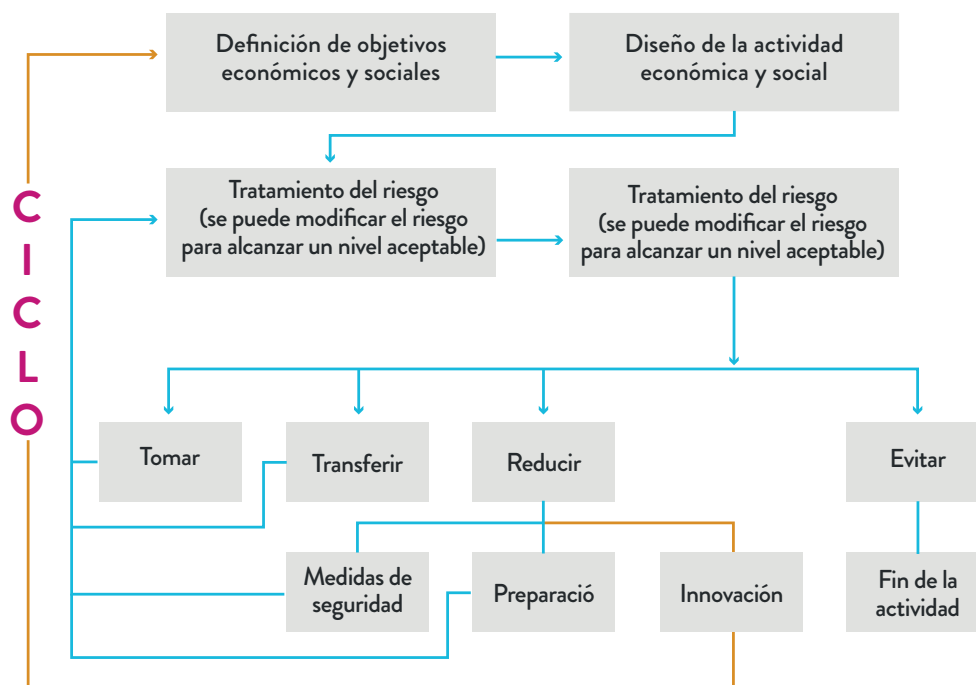 Definición de objetivos
económicos y sociales
Diseño de la actividad
económica y social
CICLO
Tratamiento del riesgo
(se puede modificar el riesgo
para alcanzar un nivel aceptable)
Tratamiento del riesgo
(se puede modificar el riesgo
para alcanzar un nivel aceptable)
Tomar
Transferir
Reducir
Evitar
Medidas de
seguridad
Preparació
Innovación
Fin de la
actividad